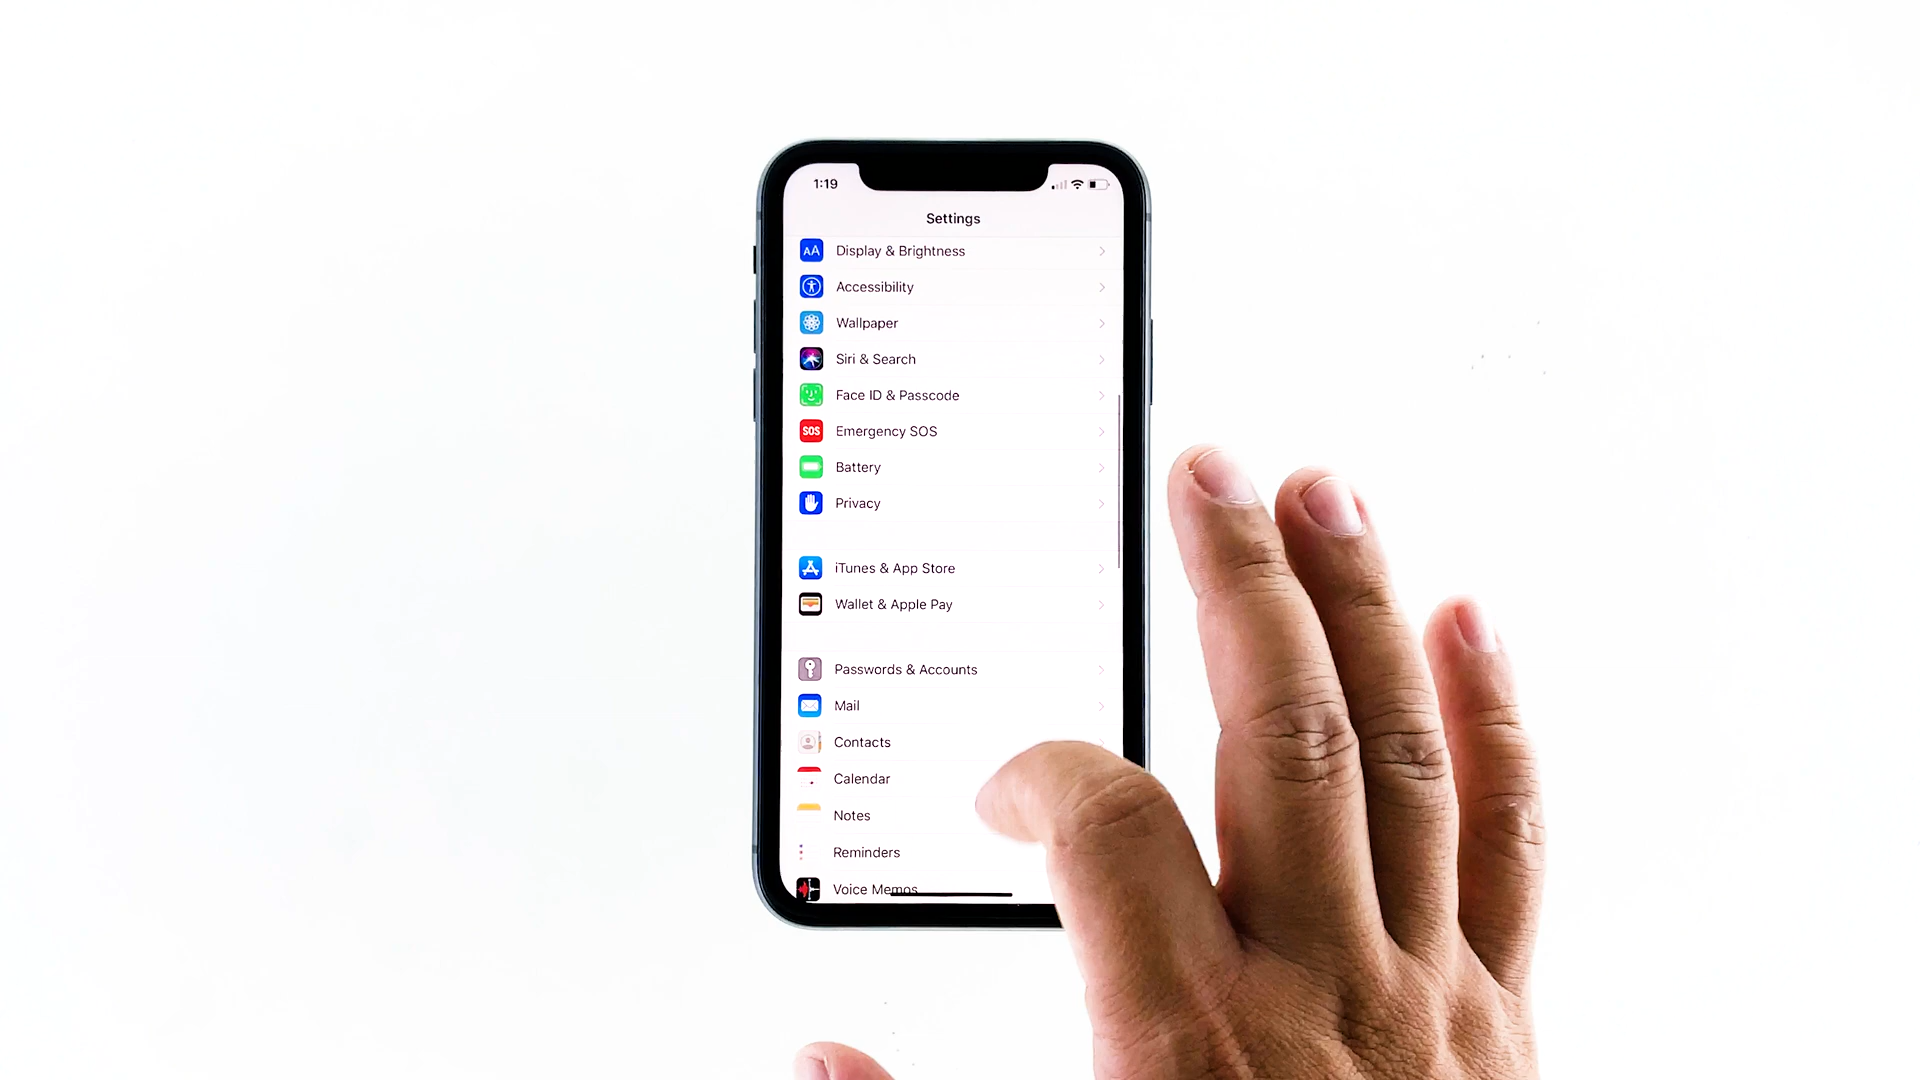 1:19
Settings
AA Display & Brightness
Accessibility
Wallpaper
Siri & Search
Face ID & Passcode
SOS Emergency SOS
Battery
Privacy
iTunes & App Store
Wallet & Apple Pay
Passwords & Accounts
Mail
Contacts
Calendar
Notes
Reminders
Voice Memos